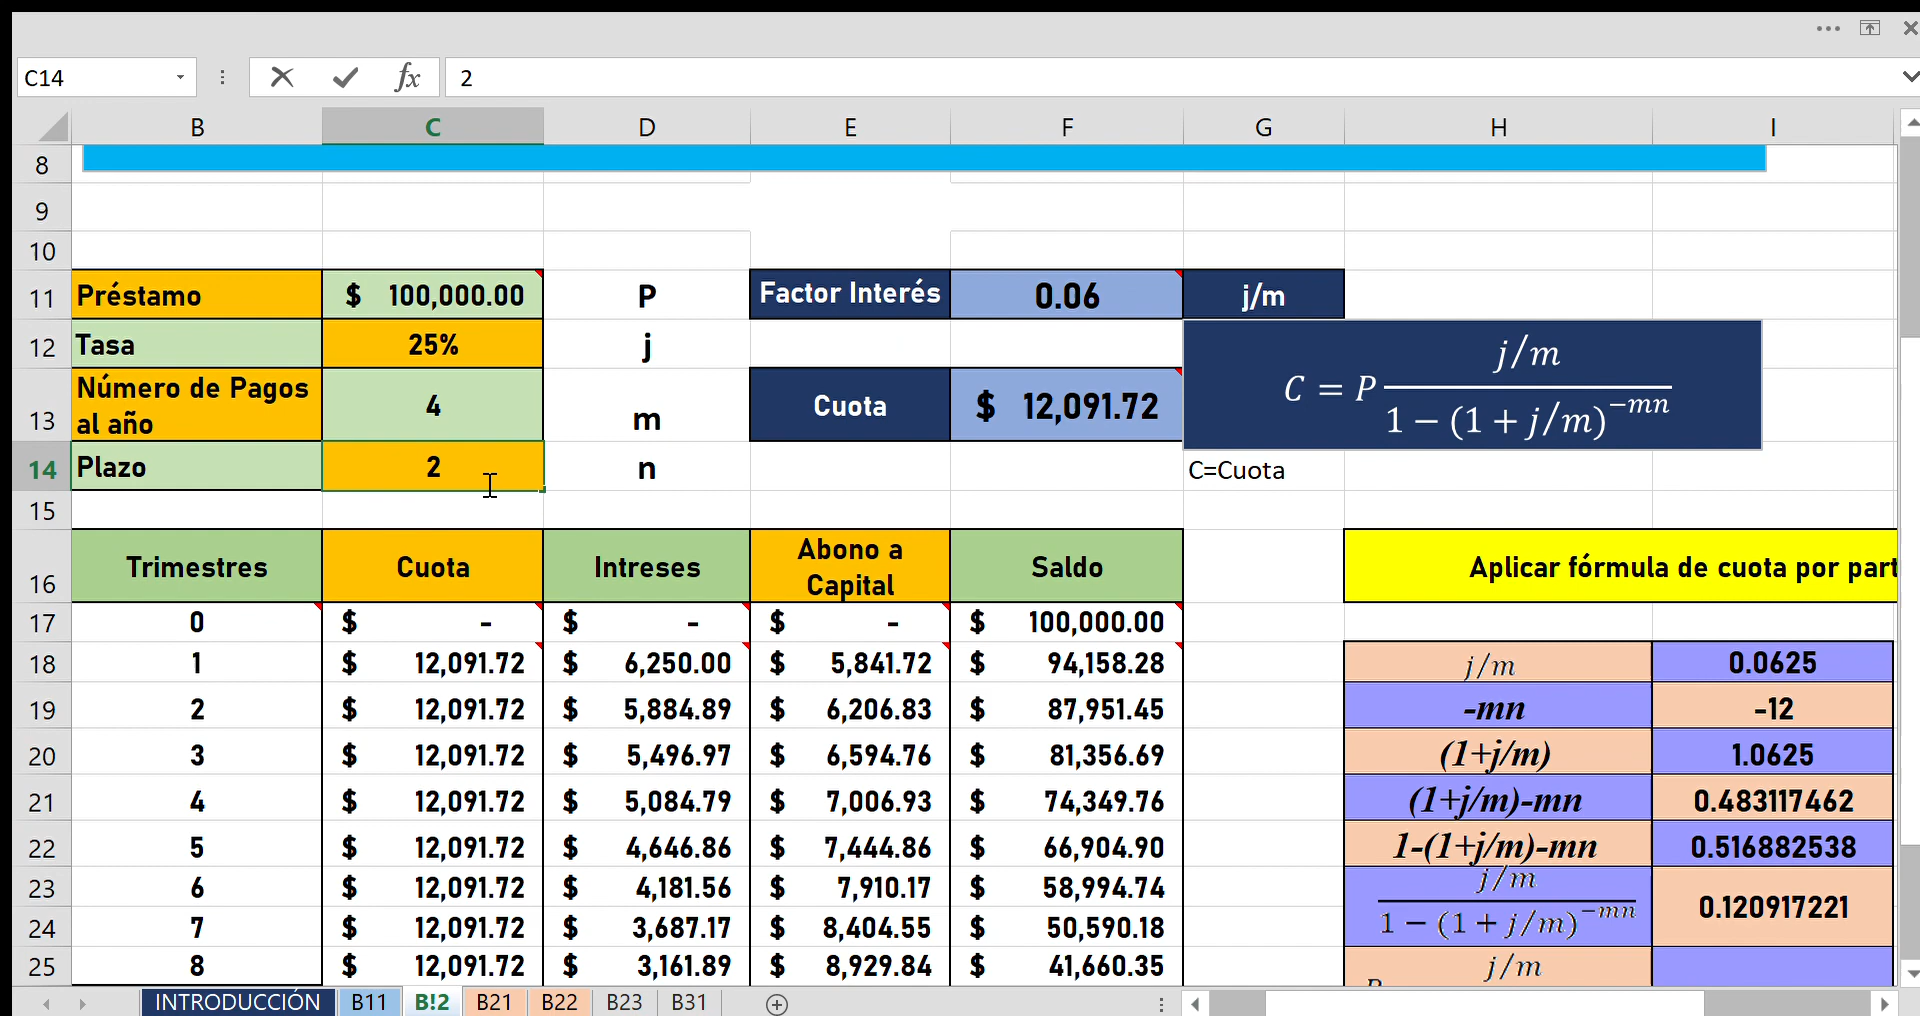 C14
fx
2
B C D E F G H I
8
9
10
11 Préstamo $ 100,000.00 P Factor Interés 0.06 j/m
12 Tasa 25% j
13 Número de Pagos al año 4 m Cuota $ 12,091.72
C = P j/m
1 − (1 + j/m)^−mn
14 Plazo 2 n C=Cuota
15
16 Trimestres Cuota Intreses Abono a Capital Saldo Aplicar fórmula de cuota por part
17 0 $ - $ - $ - $ 100,000.00
18 1 $ 12,091.72 $ 6,250.00 $ 5,841.72 $ 94,158.28 j/m 0.0625
19 2 $ 12,091.72 $ 5,884.89 $ 6,206.83 $ 87,951.45 -mn -12
20 3 $ 12,091.72 $ 5,496.97 $ 6,594.76 $ 81,356.69 (1+j/m) 1.0625
21 4 $ 12,091.72 $ 5,084.79 $ 7,006.93 $ 74,349.76 (1+j/m)-mn 0.483117462
22 5 $ 12,091.72 $ 4,646.86 $ 7,444.86 $ 66,904.90 1-(1+j/m)-mn 0.516882538
23 6 $ 12,091.72 $ 4,181.56 $ 7,910.17 $ 58,994.74 j/m
24 7 $ 12,091.72 $ 3,687.17 $ 8,404.55 $ 50,590.18 1 − (1 + j/m)^−mn 0.120917221
25 8 $ 12,091.72 $ 3,161.89 $ 8,929.84 $ 41,660.35 j/m
INTRODUCCIÓN B11 B!2 B21 B22 B23 B31